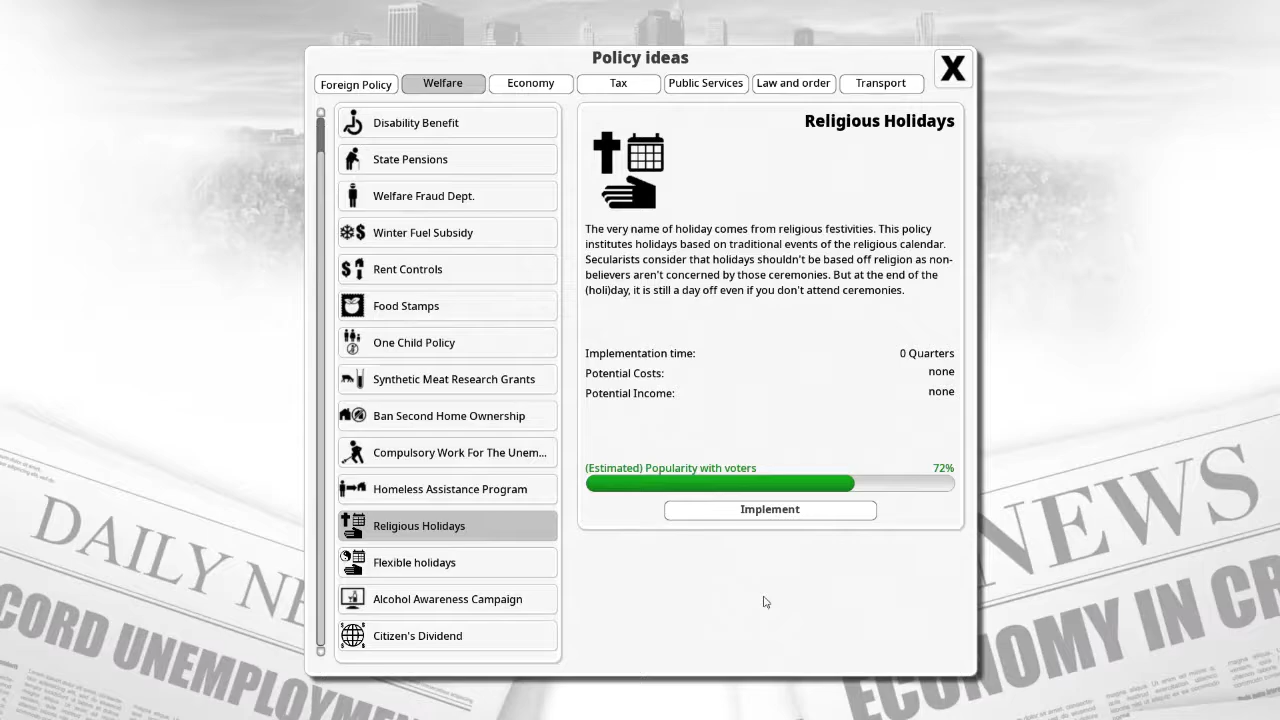 Policy ideas
X
Foreign Policy
Welfare
Economy
Tax
Public Services
Law and order
Transport
Disability Benefit
State Pensions
Welfare Fraud Dept.
Winter Fuel Subsidy
Rent Controls
Food Stamps
One Child Policy
Synthetic Meat Research Grants
Ban Second Home Ownership
Compulsory Work For The Unem...
Homeless Assistance Program
Religious Holidays
Flexible holidays
Alcohol Awareness Campaign
Citizen's Dividend
Religious Holidays
The very name of holiday comes from religious festivities. This policy
institutes holidays based on traditional events of the religious calendar.
Secularists consider that holidays shouldn't be based off religion as non-
believers aren't concerned by those ceremonies. But at the end of the
(holi)day, it is still a day off even if you don't attend ceremonies.
Implementation time: 0 Quarters
Potential Costs: none
Potential Income: none
(Estimated) Popularity with voters 72%
Implement
DAILY NE
CORD UNEMPLOYM
NEWS
ECONOMY IN CR